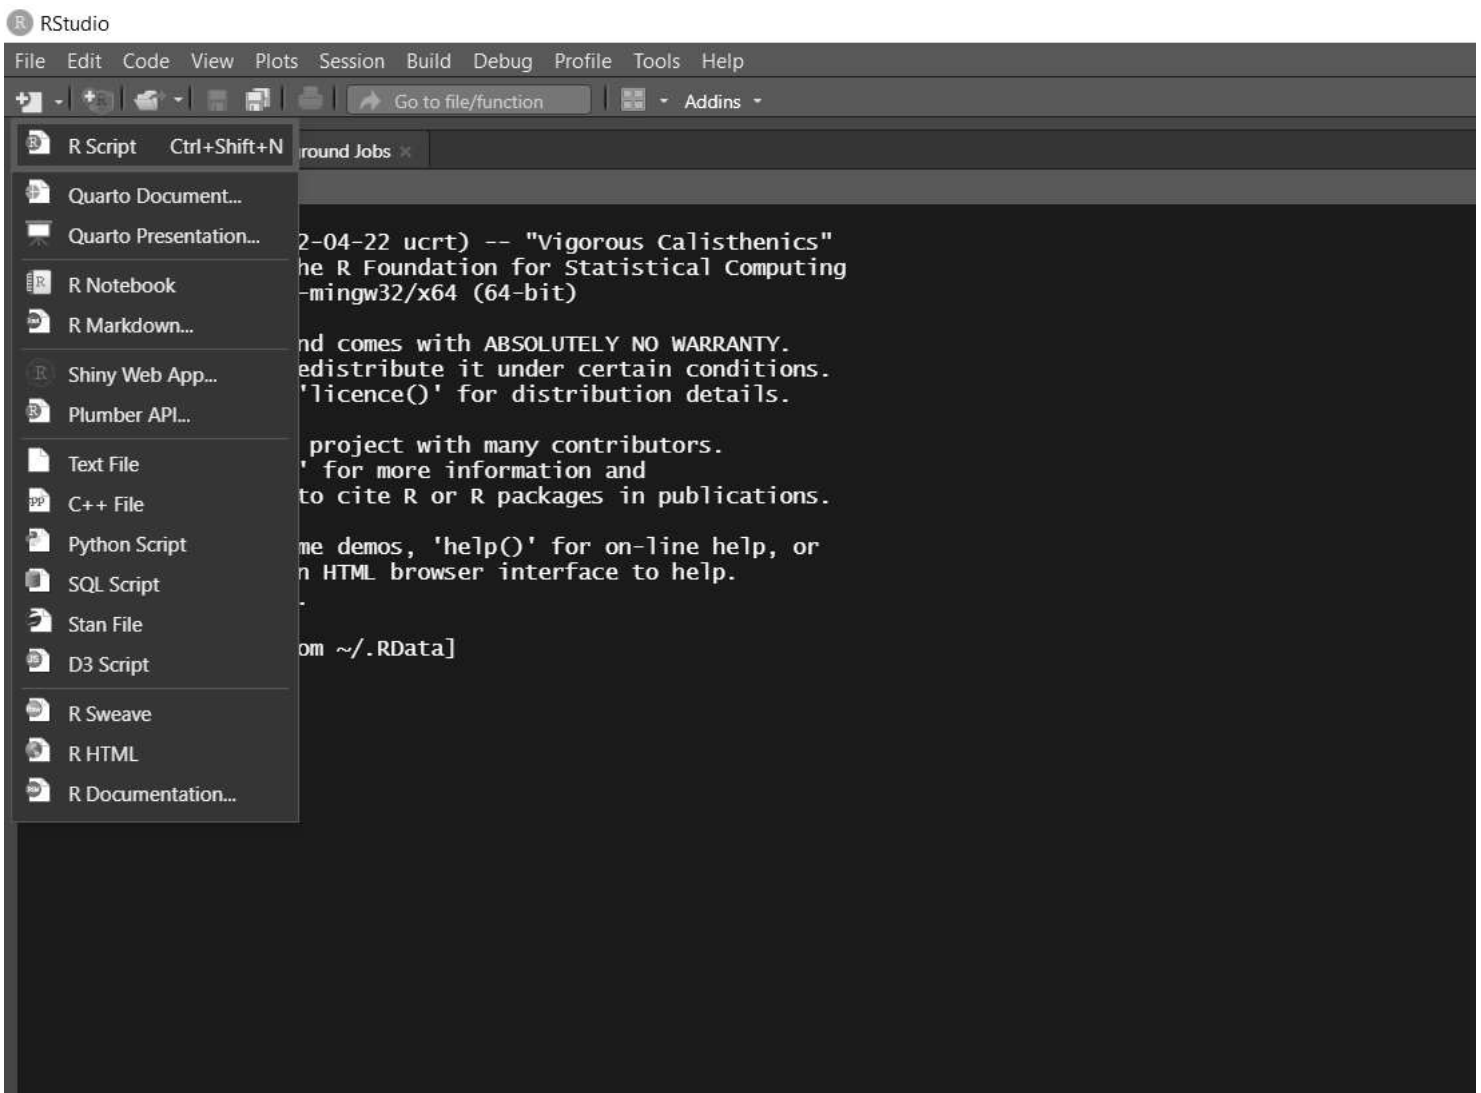 RStudio
File Edit Code View Plots Session Build Debug Profile Tools Help
Go to file/function Addins
R Script Ctrl+Shift+N
round Jobs
Quarto Document...
Quarto Presentation...
R Notebook
R Markdown...
Shiny Web App...
Plumber API...
Text File
C++ File
Python Script
SQL Script
Stan File
D3 Script
R Sweave
R HTML
R Documentation...
2-04-22 ucrt) -- "Vigorous Calisthenics"
he R Foundation for Statistical Computing
-mingw32/x64 (64-bit)
nd comes with ABSOLUTELY NO WARRANTY.
edistribute it under certain conditions.
'licence()' for distribution details.
project with many contributors.
' for more information and
to cite R or R packages in publications.
me demos, 'help()' for on-line help, or
n HTML browser interface to help.
.
om ~/.RData]